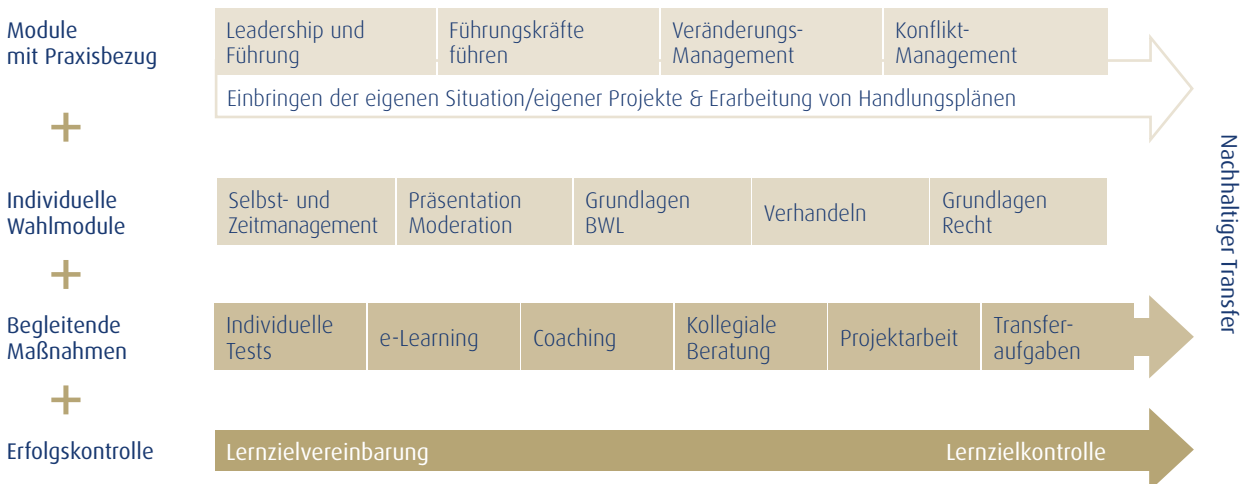 Module
mit Praxisbezug
Leadership und
Führung
Führungskräfte
führen
Veränderungs-
Management
Konflikt-
Management
Einbringen der eigenen Situation/eigener Projekte & Erarbeitung von Handlungsplänen
+
Individuelle
Wahlmodule
Selbst- und
Zeitmanagement
Präsentation
Moderation
Grundlagen
BWL
Verhandeln
Grundlagen
Recht
+
Begleitende
Maßnahmen
Individuelle
Tests
e-Learning
Coaching
Kollegiale
Beratung
Projektarbeit
Transfer-
aufgaben
+
Erfolgskontrolle
Lernzielvereinbarung
Lernzielkontrolle
Nachhaltiger Transfer